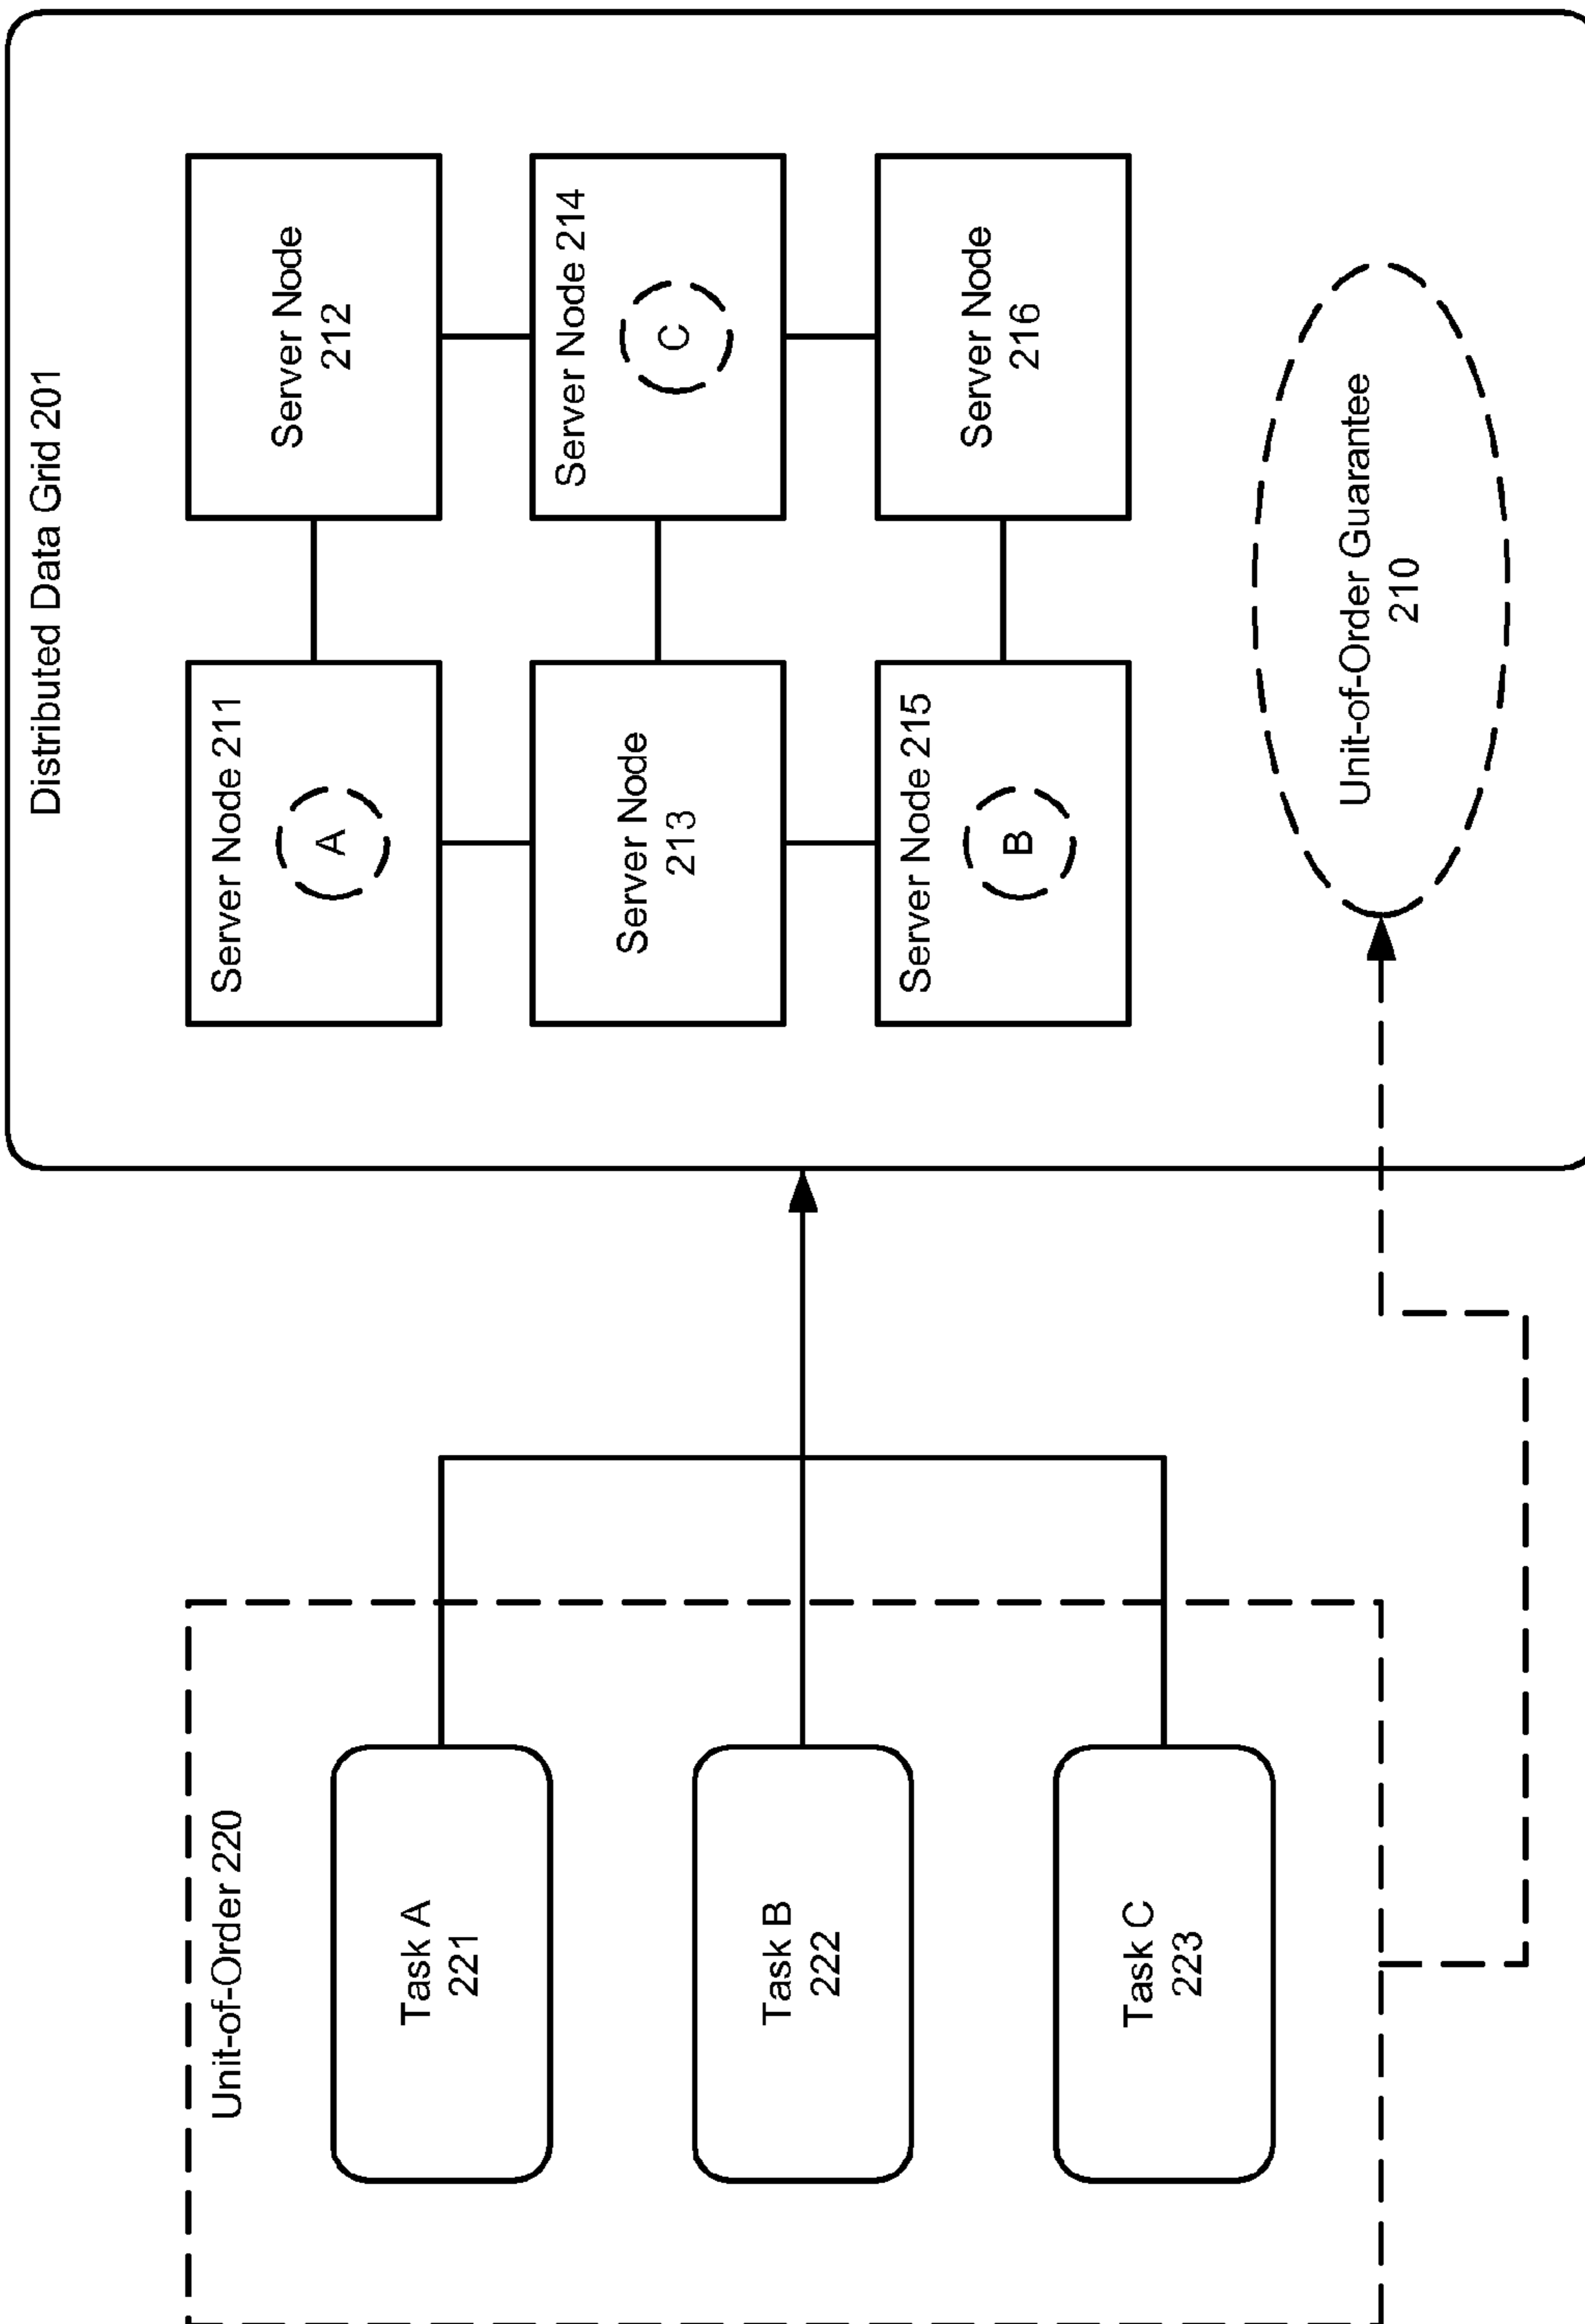 Unit-of-Order 220
Task A
221
Task B
222
Task C
223
Distributed Data Grid 201
Server Node 211
A
Server Node
212
Server Node
213
Server Node 214
C
Server Node 215
B
Server Node
216
Unit-of-Order Guarantee
210